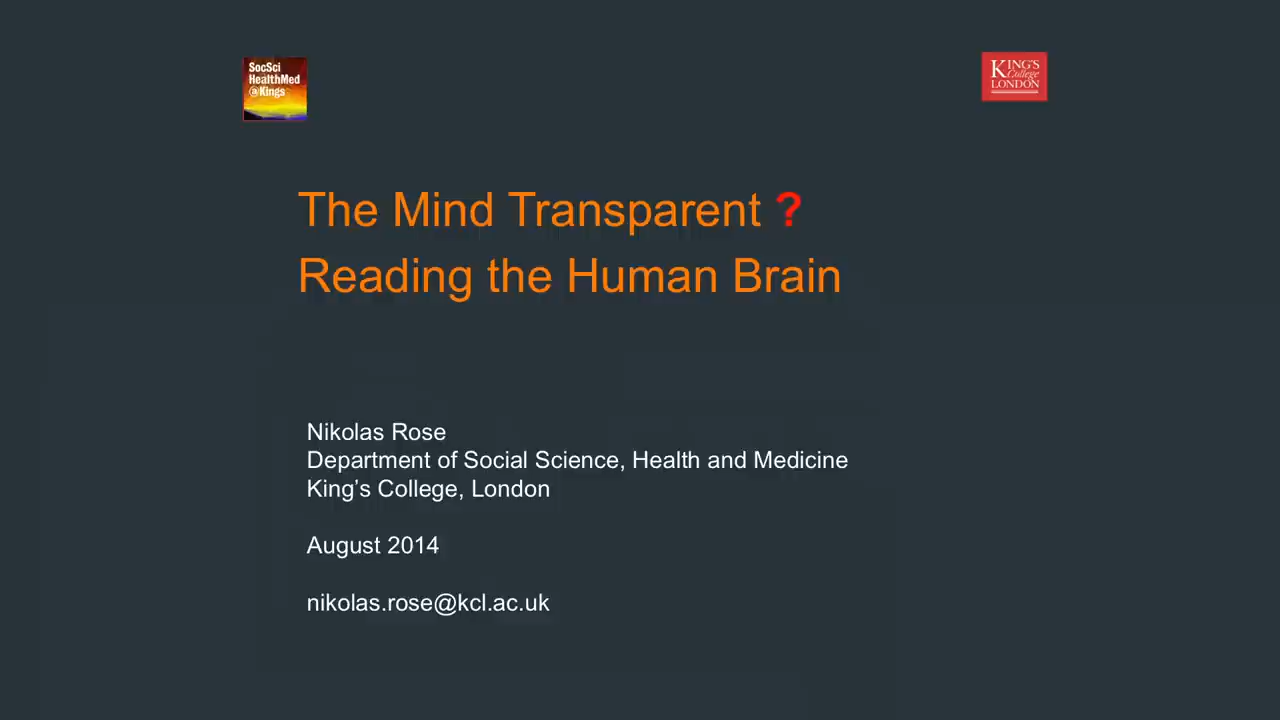 SocSci
HealthMed
@Kings
KING'S
College
LONDON
The Mind Transparent ?
Reading the Human Brain
Nikolas Rose
Department of Social Science, Health and Medicine
King’s College, London
August 2014
nikolas.rose@kcl.ac.uk